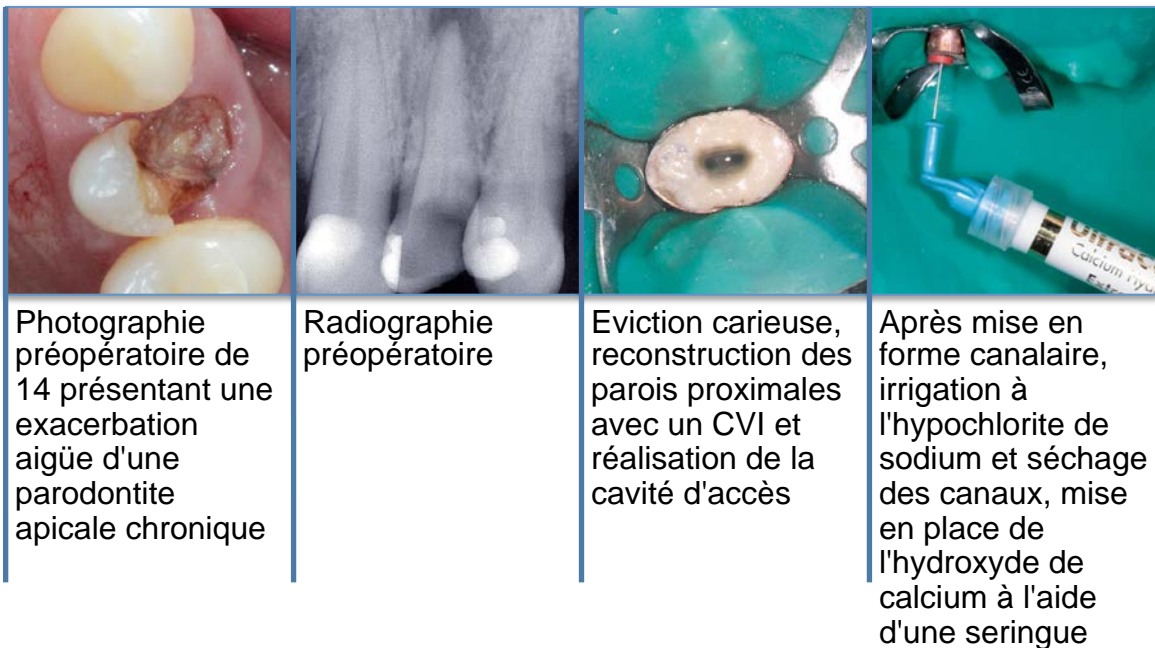 Photographie
préopératoire de
14 présentant une
exacerbation
aigüe d'une
parodontite
apicale chronique
Radiographie
préopératoire
Eviction carieuse,
reconstruction des
parois proximales
avec un CVI et
réalisation de la
cavité d'accès
Après mise en
forme canalaire,
irrigation à
l'hypochlorite de
sodium et séchage
des canaux, mise
en place de
l'hydroxyde de
calcium à l'aide
d'une seringue
Calcium